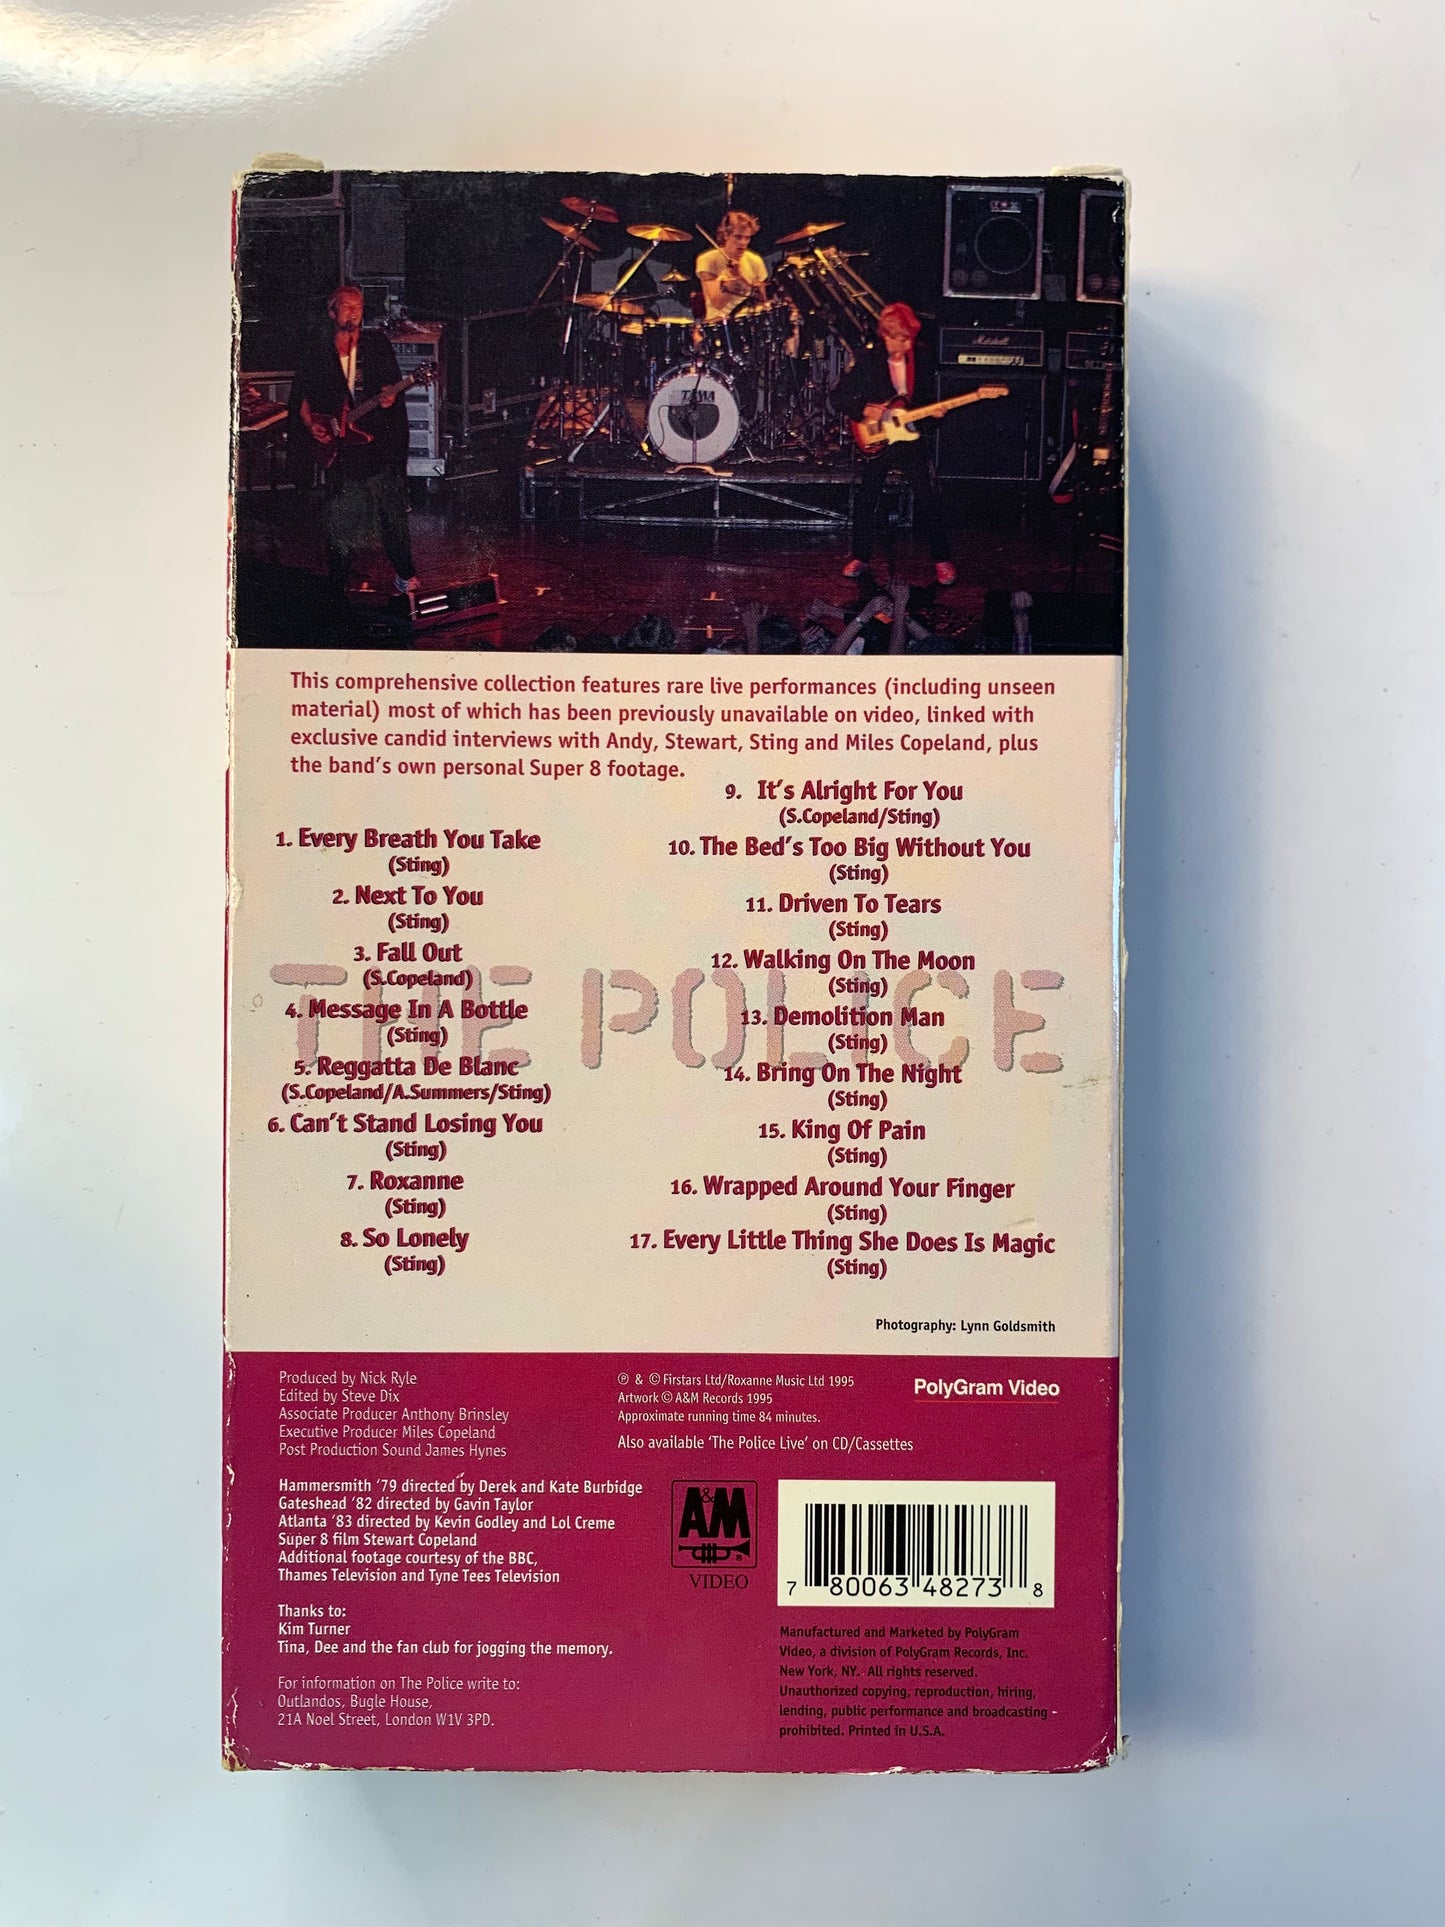 Marshall
TAMA
This comprehensive collection features rare live performances (including unseen
material) most of which has been previously unavailable on video, linked with
exclusive candid interviews with Andy, Stewart, Sting and Miles Copeland, plus
the band's own personal Super 8 footage.
THE POLICE
1. Every Breath You Take
(Sting)
2. Next To You
(Sting)
3. Fall Out
(S.Copeland)
4. Message In A Bottle
(Sting)
5. Reggatta De Blanc
(S.Copeland/A.Summers/Sting)
6. Can't Stand Losing You
(Sting)
7. Roxanne
(Sting)
8. So Lonely
(Sting)
9. It's Alright For You
(S.Copeland/Sting)
10. The Bed's Too Big Without You
(Sting)
11. Driven To Tears
(Sting)
12. Walking On The Moon
(Sting)
13. Demolition Man
(Sting)
14. Bring On The Night
(Sting)
15. King Of Pain
(Sting)
16. Wrapped Around Your Finger
(Sting)
17. Every Little Thing She Does Is Magic
(Sting)
Photography: Lynn Goldsmith
Produced by Nick Ryle
Edited by Steve Dix
Associate Producer Anthony Brinsley
Executive Producer Miles Copeland
Post Production Sound James Hynes
Hammersmith '79 directed by Derek and Kate Burbidge
Gateshead '82 directed by Gavin Taylor
Atlanta '83 directed by Kevin Godley and Lol Creme
Super 8 film Stewart Copeland
Additional footage courtesy of the BBC,
Thames Television and Tyne Tees Television
Thanks to:
Kim Turner
Tina, Dee and the fan club for jogging the memory.
For information on The Police write to:
Outlandos, Bugle House,
21A Noel Street, London W1V 3PD.
℗ & © Firstars Ltd/Roxanne Music Ltd 1995
Artwork © A&M Records 1995
Approximate running time 84 minutes.
Also available 'The Police Live' on CD/Cassettes
PolyGram Video
A&M
®
VIDEO
7 80063 48273 8
Manufactured and Marketed by PolyGram
Video, a division of PolyGram Records, Inc.
New York, NY. All rights reserved.
Unauthorized copying, reproduction, hiring,
lending, public performance and broadcasting
prohibited. Printed in U.S.A.